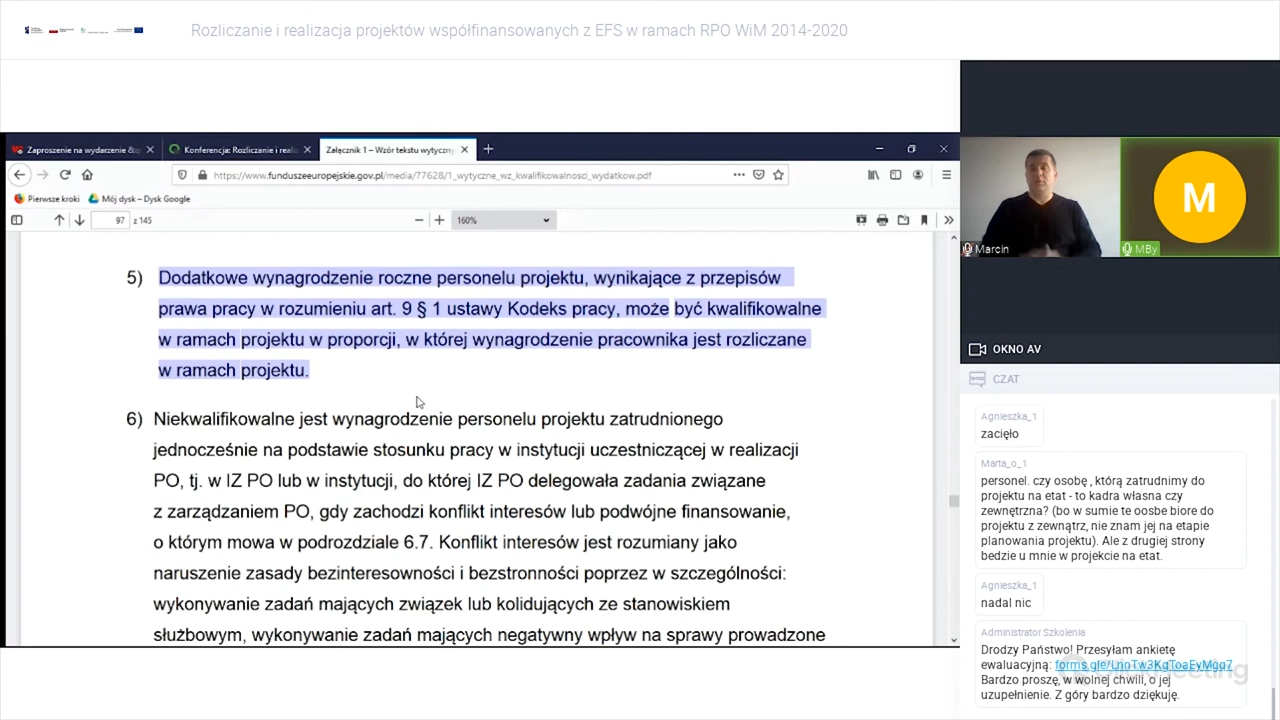 Rozliczanie i realizacja projektów współfinansowanych z EFS w ramach RPO WiM 2014-2020
Zaproszenie na wydarzenie
Konferencja: Rozliczanie i reali
Załącznik 1 – Wzór tekstu wytyczny
https://www.funduszeeuropejskie.gov.pl/media/77628/1_wytyczne_wz_kwalifikowalnosci_wydatkow.pdf
Pierwsze kroki
Mój dysk – Dysk Google
97 z 145
160%
5) Dodatkowe wynagrodzenie roczne personelu projektu, wynikające z przepisów
prawa pracy w rozumieniu art. 9 § 1 ustawy Kodeks pracy, może być kwalifikowalne
w ramach projektu w proporcji, w której wynagrodzenie pracownika jest rozliczane
w ramach projektu.
6) Niekwalifikowalne jest wynagrodzenie personelu projektu zatrudnionego
jednocześnie na podstawie stosunku pracy w instytucji uczestniczącej w realizacji
PO, tj. w IZ PO lub w instytucji, do której IZ PO delegowała zadania związane
z zarządzaniem PO, gdy zachodzi konflikt interesów lub podwójne finansowanie,
o którym mowa w podrozdziale 6.7. Konflikt interesów jest rozumiany jako
naruszenie zasady bezinteresowności i bezstronności poprzez w szczególności:
wykonywanie zadań mających związek lub kolidujących ze stanowiskiem
służbowym, wykonywanie zadań mających negatywny wpływ na sprawy prowadzone
M
Marcin
MBy
OKNO AV
CZAT
Agnieszka_1
zacięło
Marta_o_1
personel. czy osobę , którą zatrudnimy do
projektu na etat - to kadra własna czy
zewnętrzna? (bo w sumie te oosbe biore do
projektu z zewnątrz, nie znam jej na etapie
planowania projektu). Ale z drugiej strony
bedzie u mnie w projekcie na etat.
Agnieszka_1
nadal nic
Administrator Szkolenia
Drodzy Państwo! Przesyłam ankietę
ewaluacyjną:
Bardzo proszę, w wolnej chwili, o jej
uzupełnienie. Z góry bardzo dziękuję.
ClickMeeting